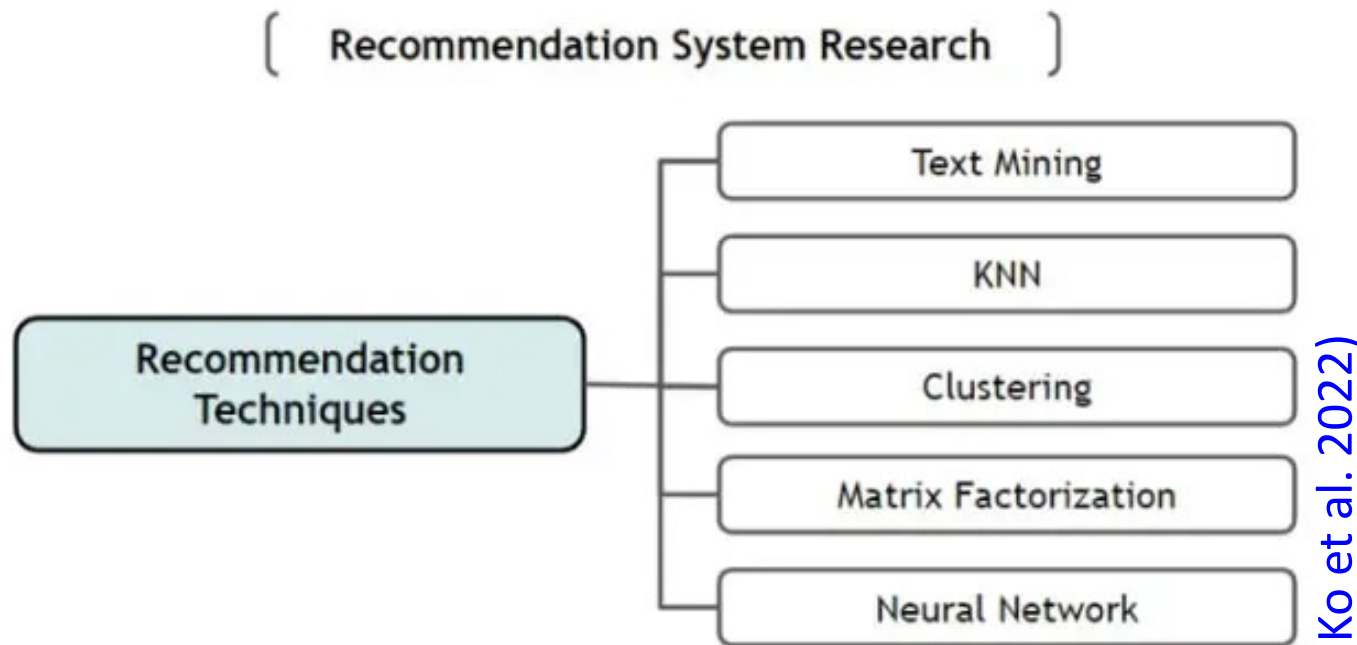 Recommendation System Research
Recommendation
Techniques
Text Mining
KNN
Clustering
Matrix Factorization
Neural Network
Ko et al. 2022)